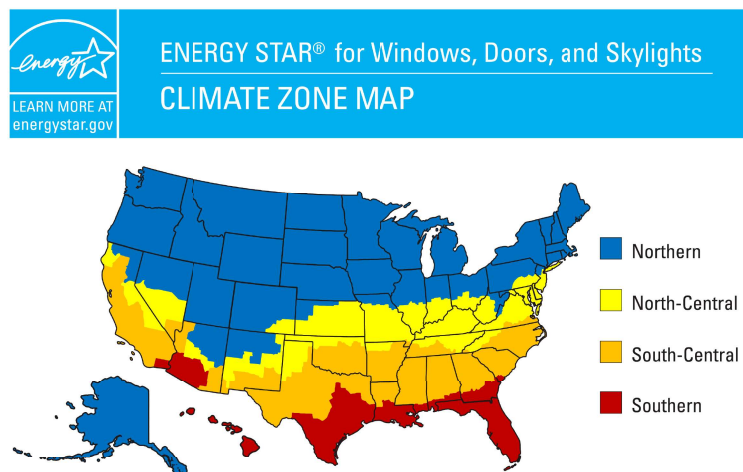 energy
LEARN MORE AT
energystar.gov
ENERGY STAR® for Windows, Doors, and Skylights
CLIMATE ZONE MAP
Northern
North-Central
South-Central
Southern